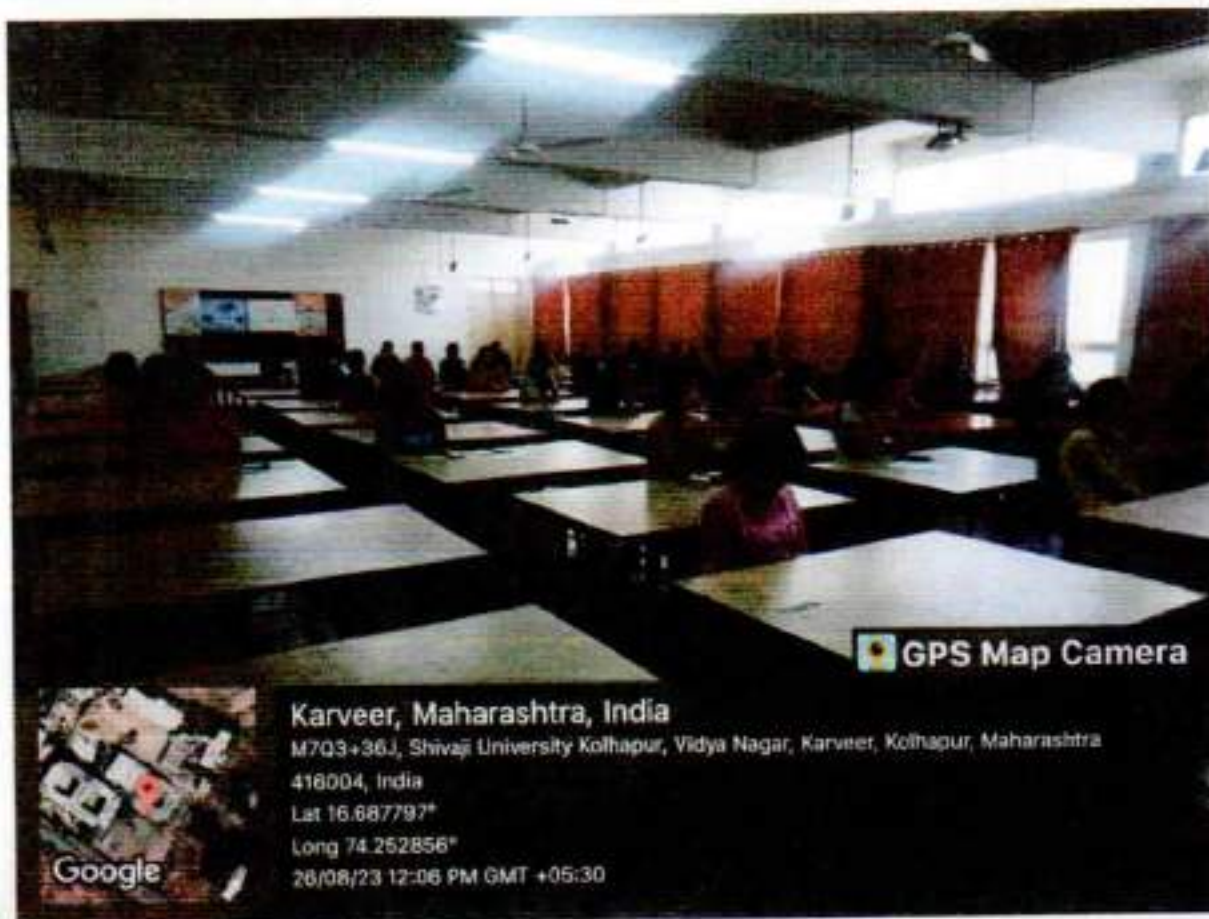 GPS Map Camera
Karveer, Maharashtra, India
M7Q3+36J, Shivaji University Kolhapur, Vidya Nagar, Karveer, Kolhapur, Maharashtra
416004, India
Lat 16.687797°
Long 74.252856°
26/08/23 12:06 PM GMT +05:30
Google